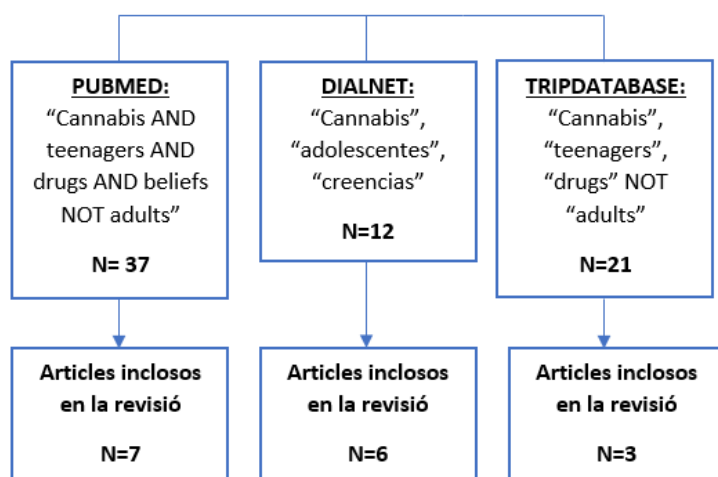 PUBMED:
“Cannabis AND
teenagers AND
drugs AND beliefs
NOT adults”
N= 37
DIALNET:
“Cannabis”,
“adolescentes”,
“creencias”
N=12
TRIPDATABASE:
“Cannabis”,
“teenagers”,
“drugs” NOT
“adults”
N=21
Articles inclosos
en la revisió
N=7
Articles inclosos
en la revisió
N=6
Articles inclosos
en la revisió
N=3